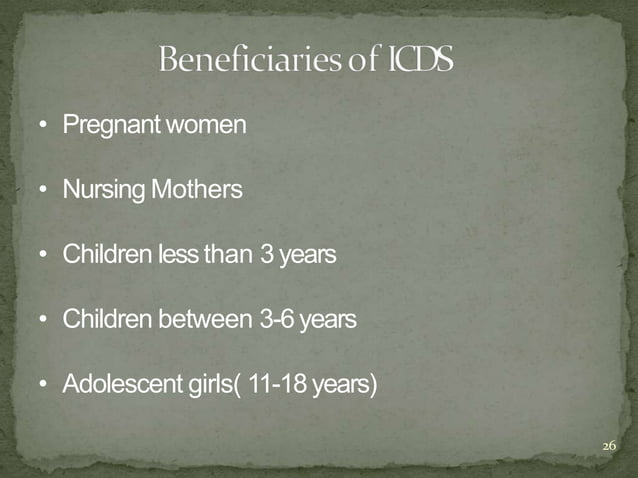 Beneficiaries of ICDS
• Pregnant women
• Nursing Mothers
• Children less than 3 years
• Children between 3-6 years
• Adolescent girls( 11-18 years)
26